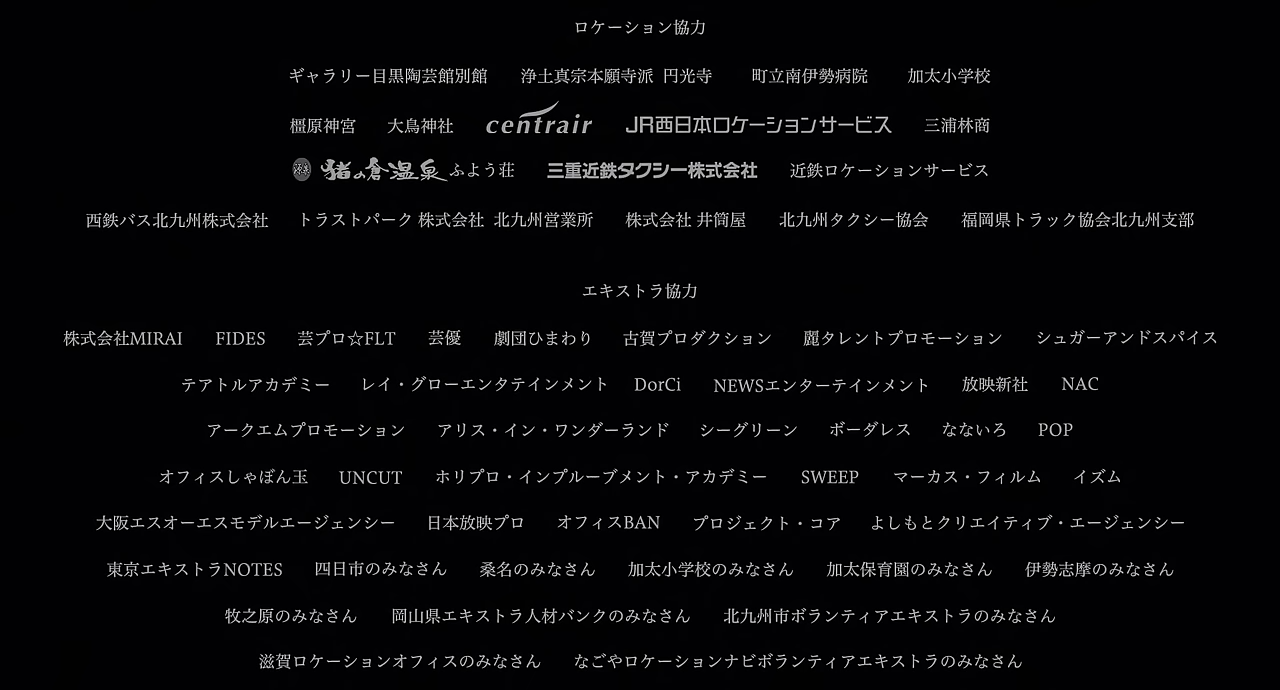 ロケーション協力
ギャラリー目黒陶芸館別館 浄土真宗本願寺派 円光寺 町立南伊勢病院 加太小学校
橿原神宮 大鳥神社 centrair JR西日本ロケーションサービス 三浦林商
猪の倉温泉 ふよう荘 三重近鉄タクシー株式会社 近鉄ロケーションサービス
西鉄バス北九州株式会社 トラストパーク 株式会社 北九州営業所 株式会社 井筒屋 北九州タクシー協会 福岡県トラック協会北九州支部
エキストラ協力
株式会社MIRAI FIDES 芸プロ☆FLT 芸優 劇団ひまわり 古賀プロダクション 麗タレントプロモーション シュガーアンドスパイス
テアトルアカデミー レイ・グローエンタテインメント DorCi NEWSエンターテインメント 放映新社 NAC
アークエムプロモーション アリス・イン・ワンダーランド シーグリーン ボーダレス なないろ POP
オフィスしゃぼん玉 UNCUT ホリプロ・インプルーブメント・アカデミー SWEEP マーカス・フィルム イズム
大阪エスオーエスモデルエージェンシー 日本放映プロ オフィスBAN プロジェクト・コア よしもとクリエイティブ・エージェンシー
東京エキストラNOTES 四日市のみなさん 桑名のみなさん 加太小学校のみなさん 加太保育園のみなさん 伊勢志摩のみなさん
牧之原のみなさん 岡山県エキストラ人材バンクのみなさん 北九州市ボランティアエキストラのみなさん
滋賀ロケーションオフィスのみなさん なごやロケーションナビボランティアエキストラのみなさん